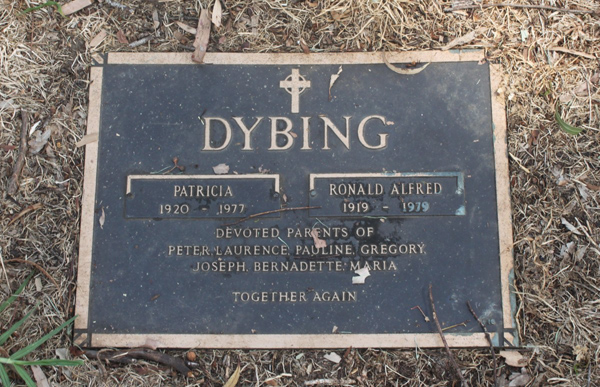 DYBING
PATRICIA
1920 - 1977
RONALD ALFRED
1919 - 1979
DEVOTED PARENTS OF
PETER, LAURENCE, PAULINE, GREGORY,
JOSEPH, BERNADETTE, MARIA
TOGETHER AGAIN